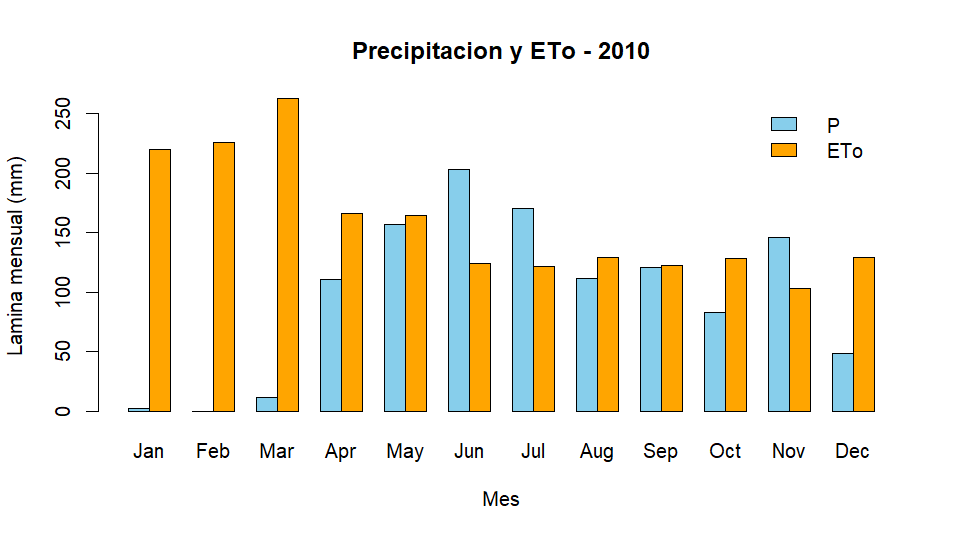 Precipitacion y ETo - 2010
P
ETo
Lamina mensual (mm)
250
200
150
100
50
0
Jan Feb Mar Apr May Jun Jul Aug Sep Oct Nov Dec
Mes